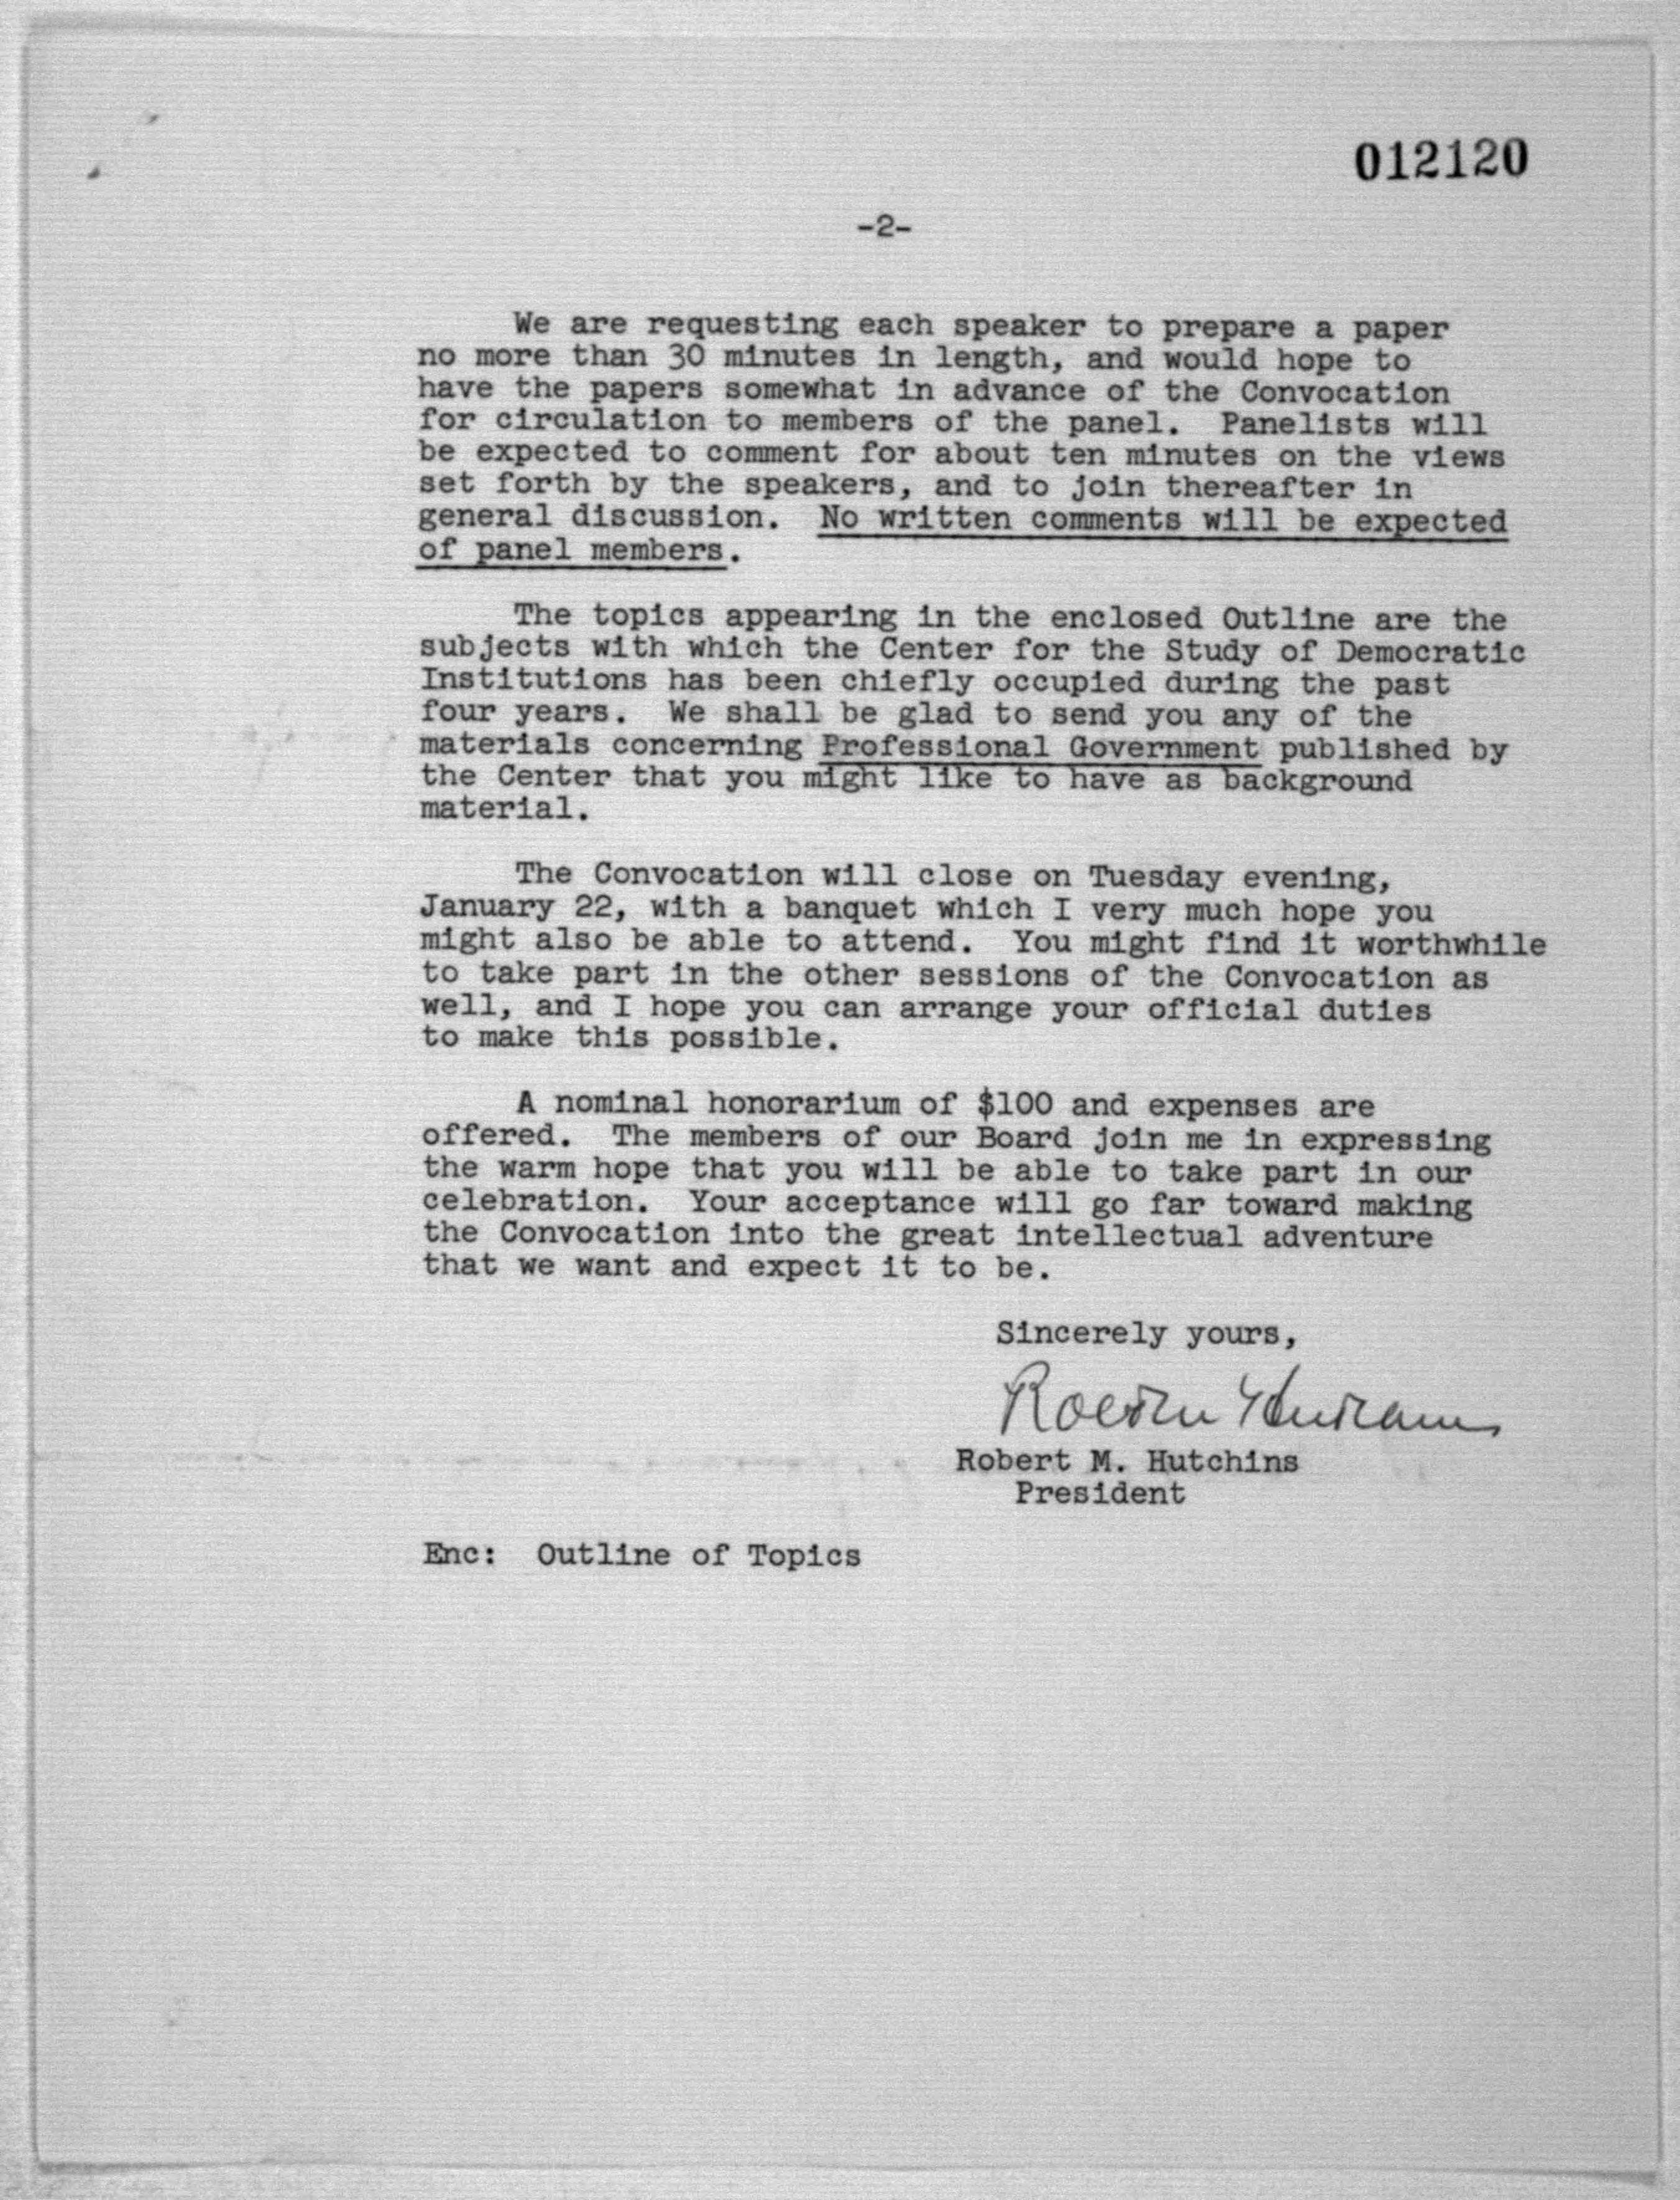 012120
-2-
We are requesting each speaker to prepare a paper
no more than 30 minutes in length, and would hope to
have the papers somewhat in advance of the Convocation
for circulation to members of the panel. Panelists will
be expected to comment for about ten minutes on the views
set forth by the speakers, and to join thereafter in
general discussion. No written comments will be expected
of panel members.
The topics appearing in the enclosed Outline are the
subjects with which the Center for the Study of Democratic
Institutions has been chiefly occupied during the past
four years. We shall be glad to send you any of the
materials concerning Professional Government published by
the Center that you might like to have as background
material.
The Convocation will close on Tuesday evening,
January 22, with a banquet which I very much hope you
might also be able to attend. You might find it worthwhile
to take part in the other sessions of the Convocation as
well, and I hope you can arrange your official duties
to make this possible.
A nominal honorarium of $100 and expenses are
offered. The members of our Board join me in expressing
the warm hope that you will be able to take part in our
celebration. Your acceptance will go far toward making
the Convocation into the great intellectual adventure
that we want and expect it to be.
Sincerely yours,
Robert Hutchins
Robert M. Hutchins
President
Enc: Outline of Topics